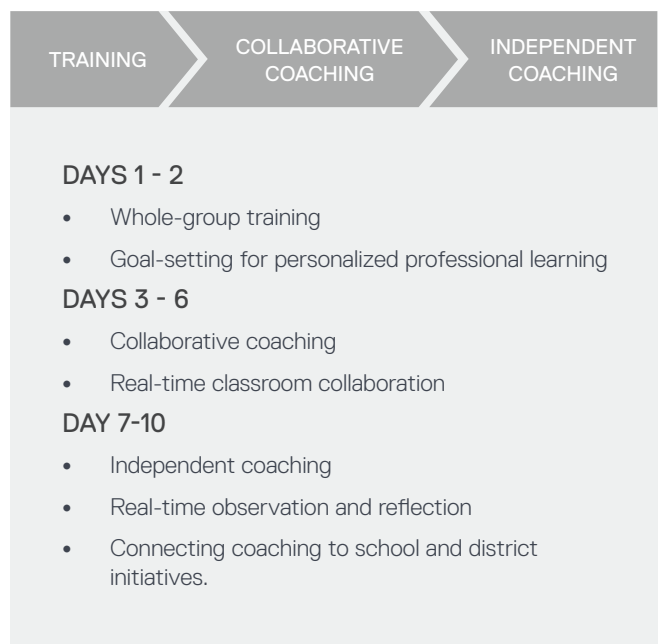 TRAINING
COLLABORATIVE
COACHING
INDEPENDENT
COACHING
DAYS 1 - 2
• Whole-group training
• Goal-setting for personalized professional learning
DAYS 3 - 6
• Collaborative coaching
• Real-time classroom collaboration
DAY 7-10
• Independent coaching
• Real-time observation and reflection
• Connecting coaching to school and district
initiatives.